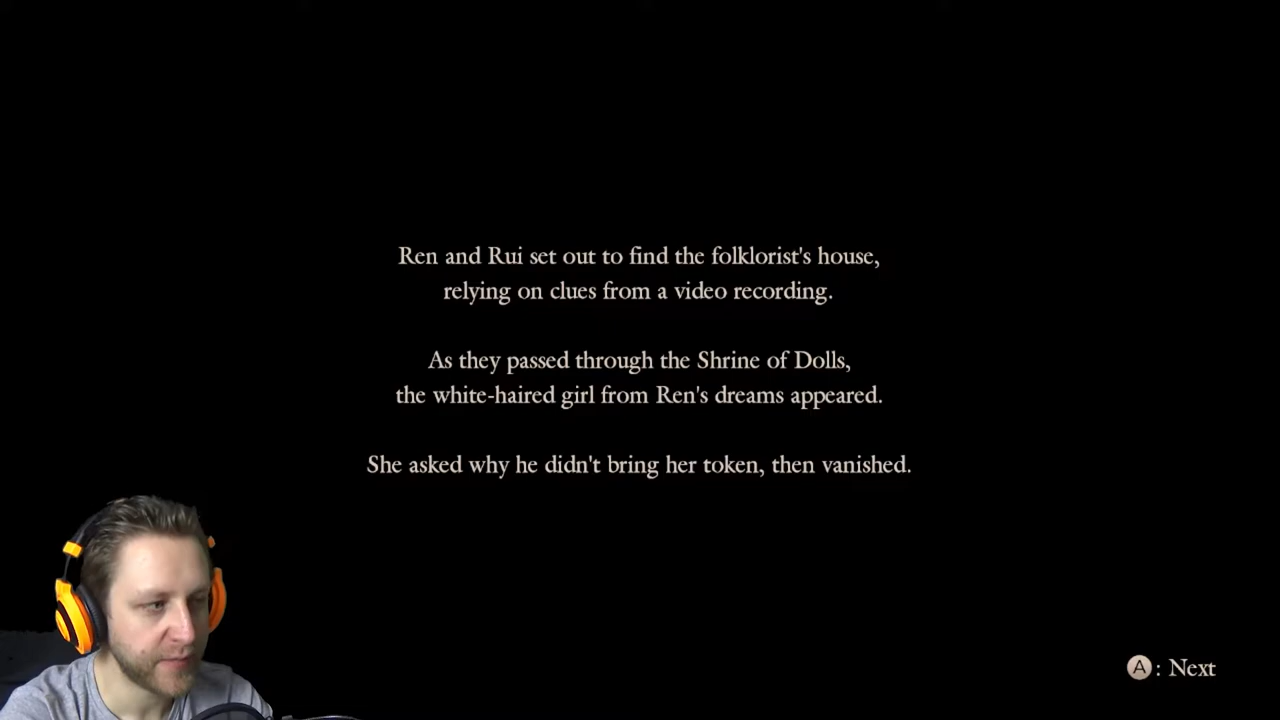 Ren and Rui set out to find the folklorist's house,
relying on clues from a video recording.
As they passed through the Shrine of Dolls,
the white-haired girl from Ren's dreams appeared.
She asked why he didn't bring her token, then vanished.
A : Next